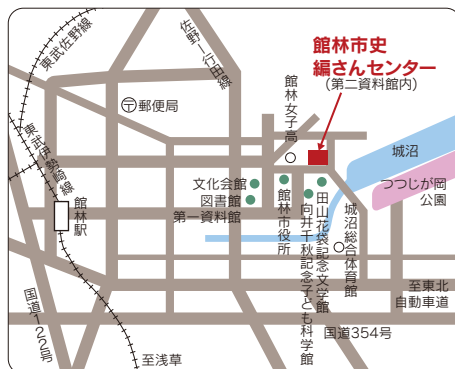 東武佐野線
佐野ー行田線
館林市史
編さんセンター
(第二資料館内)
〒郵便局
館林女子高
東武伊勢崎線
城沼
つつじが岡
公園
文化会館
図書館
第一資料館
館林市役所
向井千秋記念子ども科学館
田山花袋記念文学館
城沼総合体育館
館林駅
至東北
自動車道
国道122号
国道354号
至浅草